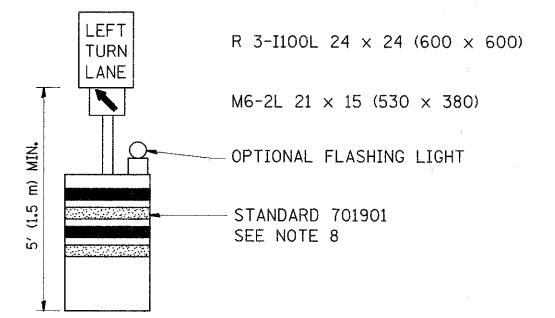 LEFT
TURN
LANE
R 3-I100L 24 x 24 (600 x 600)
M6-2L 21 x 15 (530 x 380)
OPTIONAL FLASHING LIGHT
5' (1.5 m) MIN.
STANDARD 701901
SEE NOTE 8